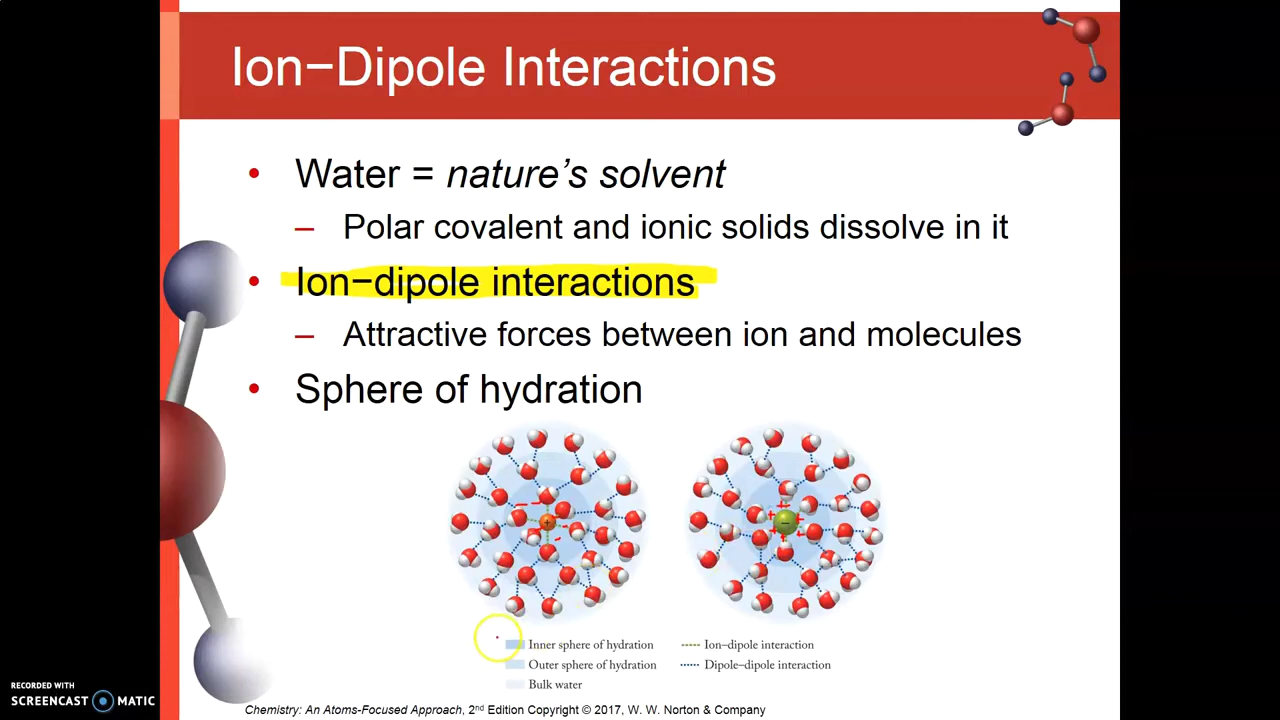 Ion−Dipole Interactions
• Water = nature's solvent
– Polar covalent and ionic solids dissolve in it
• Ion−dipole interactions
– Attractive forces between ion and molecules
• Sphere of hydration
+
−
Inner sphere of hydration
Outer sphere of hydration
Bulk water
Ion–dipole interaction
Dipole–dipole interaction
RECORDED WITH
SCREENCAST MATIC
Chemistry: An Atoms-Focused Approach, 2nd Edition Copyright © 2017, W. W. Norton & Company